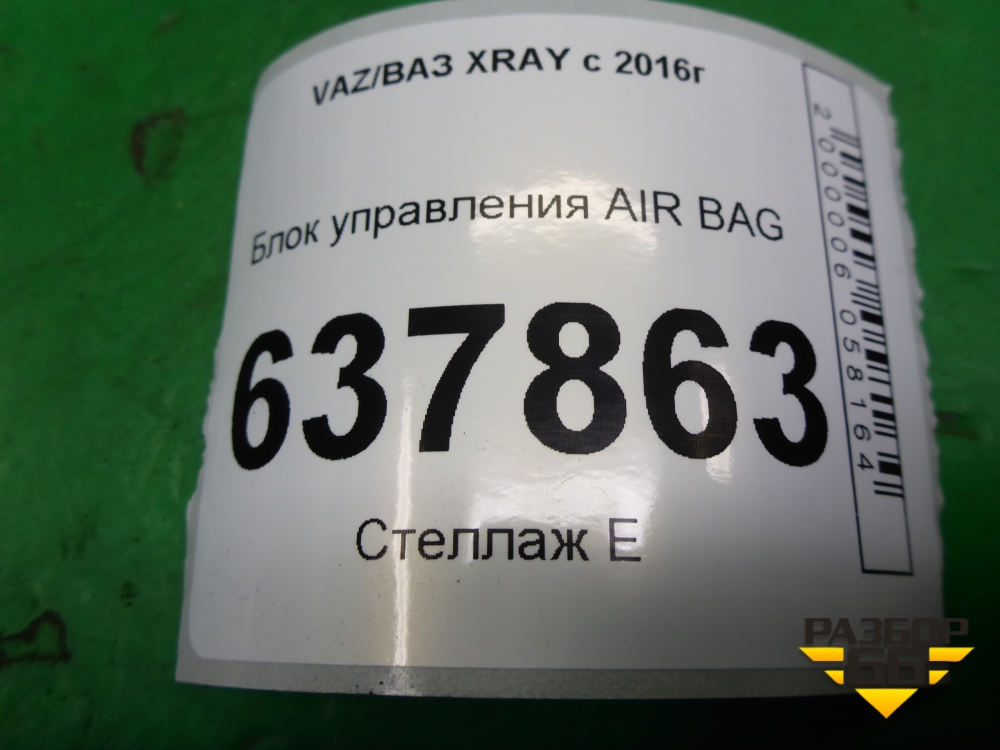 VAZ/ВАЗ XRAY с 2016г
Блок управления AIR BAG
637863
Стеллаж Е
2000006058164
РАЗБОР
66